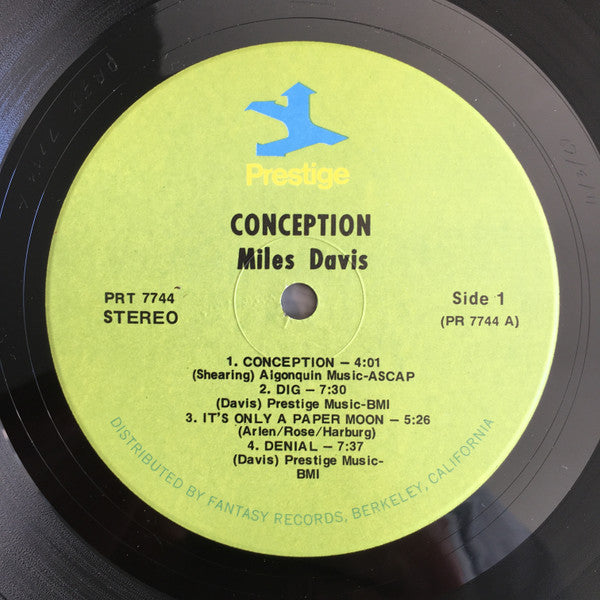 Prestige
CONCEPTION
Miles Davis
PRT 7744
STEREO
Side 1
(PR 7744 A)
1. CONCEPTION – 4:01
(Shearing) Algonquin Music-ASCAP
2. DIG – 7:30
(Davis) Prestige Music-BMI
3. IT'S ONLY A PAPER MOON – 5:26
(Arlen/Rose/Harburg)
4. DENIAL – 7:37
(Davis) Prestige Music-
BMI
DISTRIBUTED BY FANTASY RECORDS, BERKELEY, CALIFORNIA